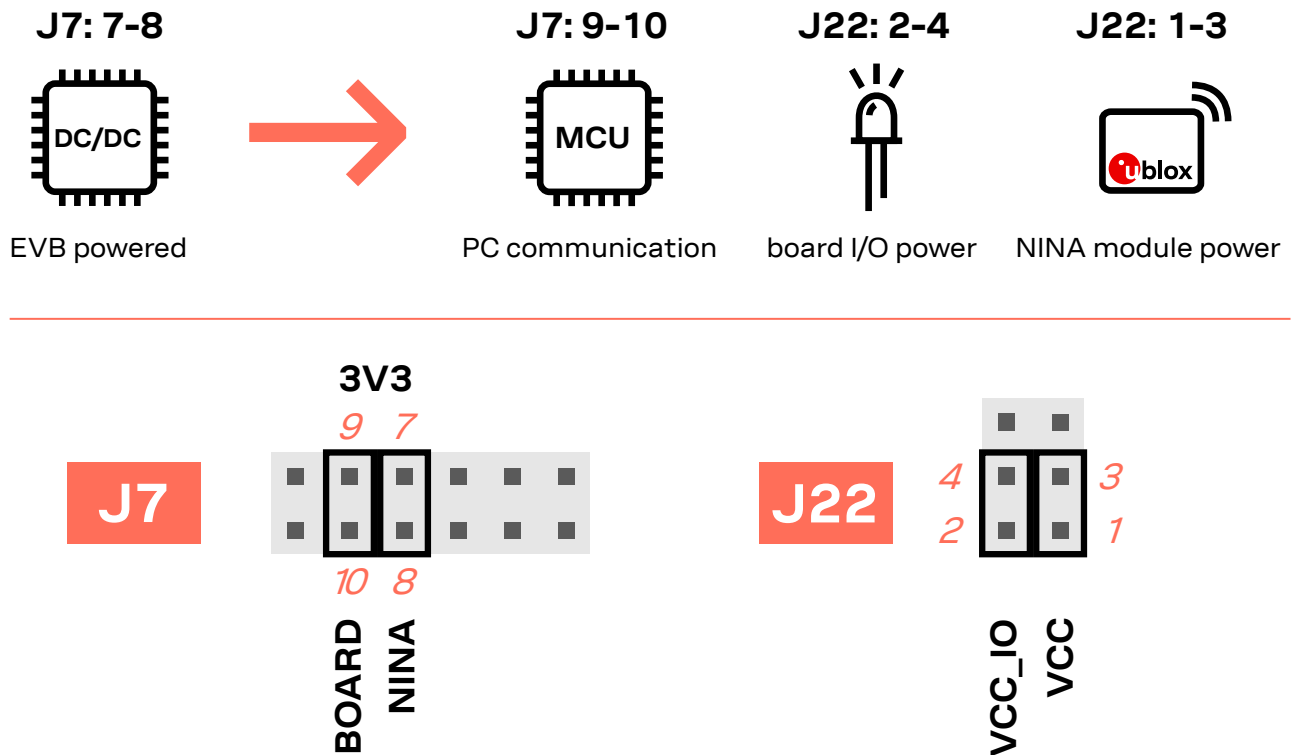 J7: 7-8 J7: 9-10 J22: 2-4 J22: 1-3
DC/DC MCU ublox
EVB powered PC communication board I/O power NINA module power
3V3
9 7
J7 J22 4 3
2 1
10 8
BOARD NINA VCC_IO VCC